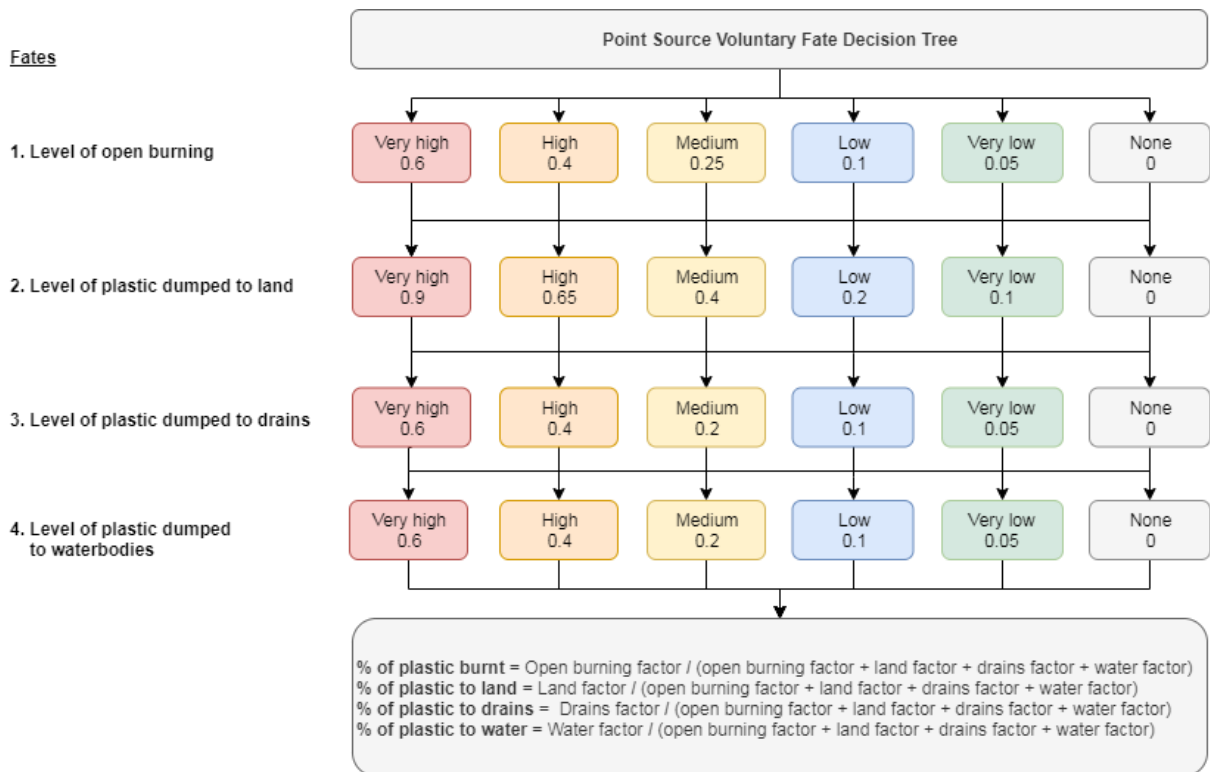 Point Source Voluntary Fate Decision Tree
Fates
1. Level of open burning
Very high
0.6
High
0.4
Medium
0.25
Low
0.1
Very low
0.05
None
0
2. Level of plastic dumped to land
Very high
0.9
High
0.65
Medium
0.4
Low
0.2
Very low
0.1
None
0
3. Level of plastic dumped to drains
Very high
0.6
High
0.4
Medium
0.2
Low
0.1
Very low
0.05
None
0
4. Level of plastic dumped
to waterbodies
Very high
0.6
High
0.4
Medium
0.2
Low
0.1
Very low
0.05
None
0
% of plastic burnt = Open burning factor / (open burning factor + land factor + drains factor + water factor)
% of plastic to land = Land factor / (open burning factor + land factor + drains factor + water factor)
% of plastic to drains = Drains factor / (open burning factor + land factor + drains factor + water factor)
% of plastic to water = Water factor / (open burning factor + land factor + drains factor + water factor)